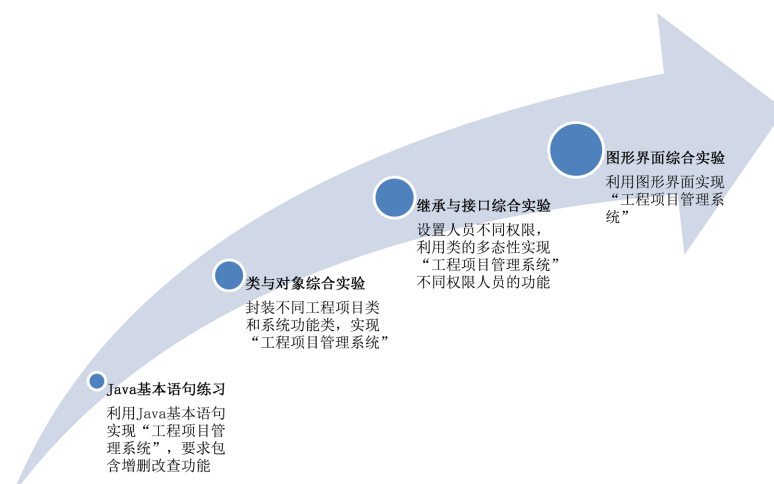 Java基本语句练习
利用Java基本语句
实现“工程项目管
理系统”，要求包
含增删改查功能
类与对象综合实验
封装不同工程项目类
和系统功能类，实现
“工程项目管理系统”
继承与接口综合实验
设置人员不同权限，
利用类的多态性实现
“工程项目管理系统”
不同权限人员的功能
图形界面综合实验
利用图形界面实现
“工程项目管理系
统”